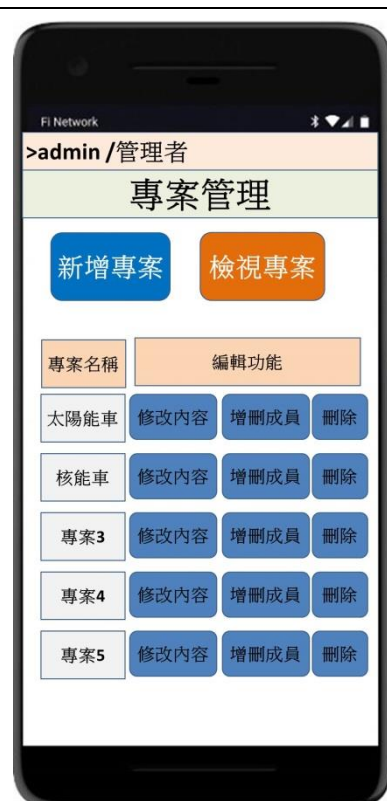 Fi Network
>admin /管理者
專案管理
新增專案 檢視專案
專案名稱 編輯功能
太陽能車 修改內容 增刪成員 刪除
核能車 修改內容 增刪成員 刪除
專案3 修改內容 增刪成員 刪除
專案4 修改內容 增刪成員 刪除
專案5 修改內容 增刪成員 刪除